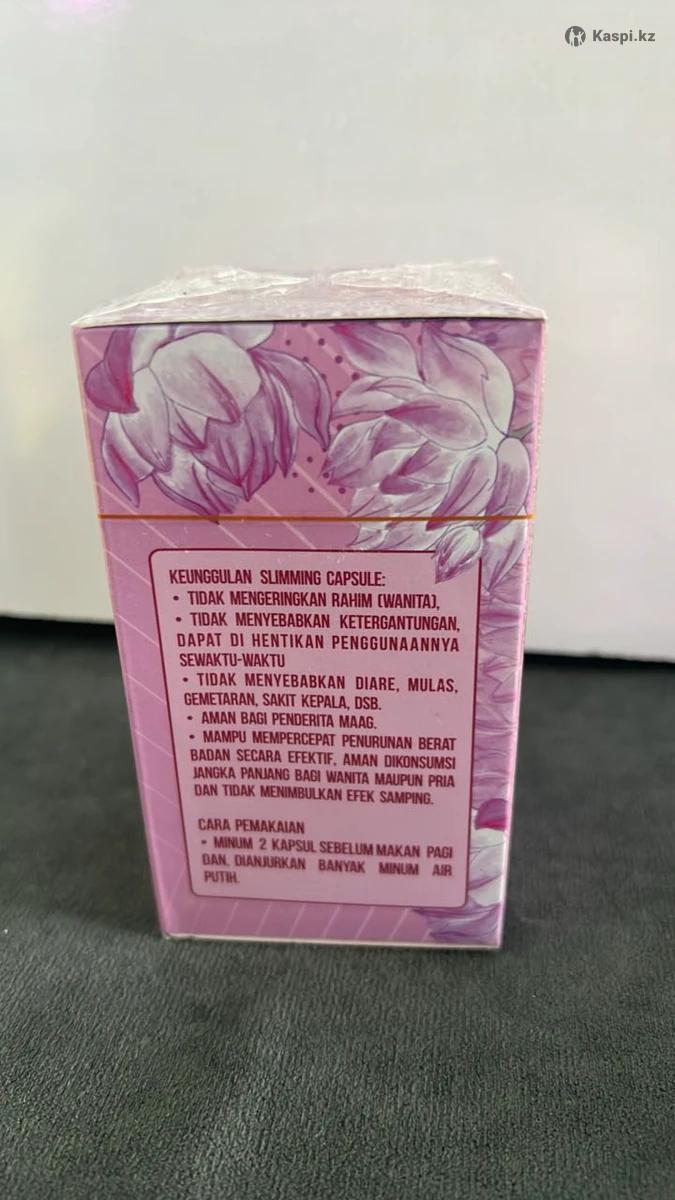 Kaspi.kz
KEUNGGULAN SLIMMING CAPSULE:
• TIDAK MENGERINGKAN RAHIM (WANITA),
• TIDAK MENYEBABKAN KETERGANTUNGAN,
DAPAT DI HENTIKAN PENGGUNAANNYA
SEWAKTU-WAKTU
• TIDAK MENYEBABKAN DIARE, MULAS,
GEMETARAN, SAKIT KEPALA, DSB.
• AMAN BAGI PENDERITA MAAG.
• MAMPU MEMPERCEPAT PENURUNAN BERAT
BADAN SECARA EFEKTIF, AMAN DIKONSUMSI
JANGKA PANJANG BAGI WANITA MAUPUN PRIA
DAN TIDAK MENIMBULKAN EFEK SAMPING.
CARA PEMAKAIAN
• MINUM 2 KAPSUL SEBELUM MAKAN PAGI
DAN, DIANJURKAN BANYAK MINUM AIR
PUTIH.